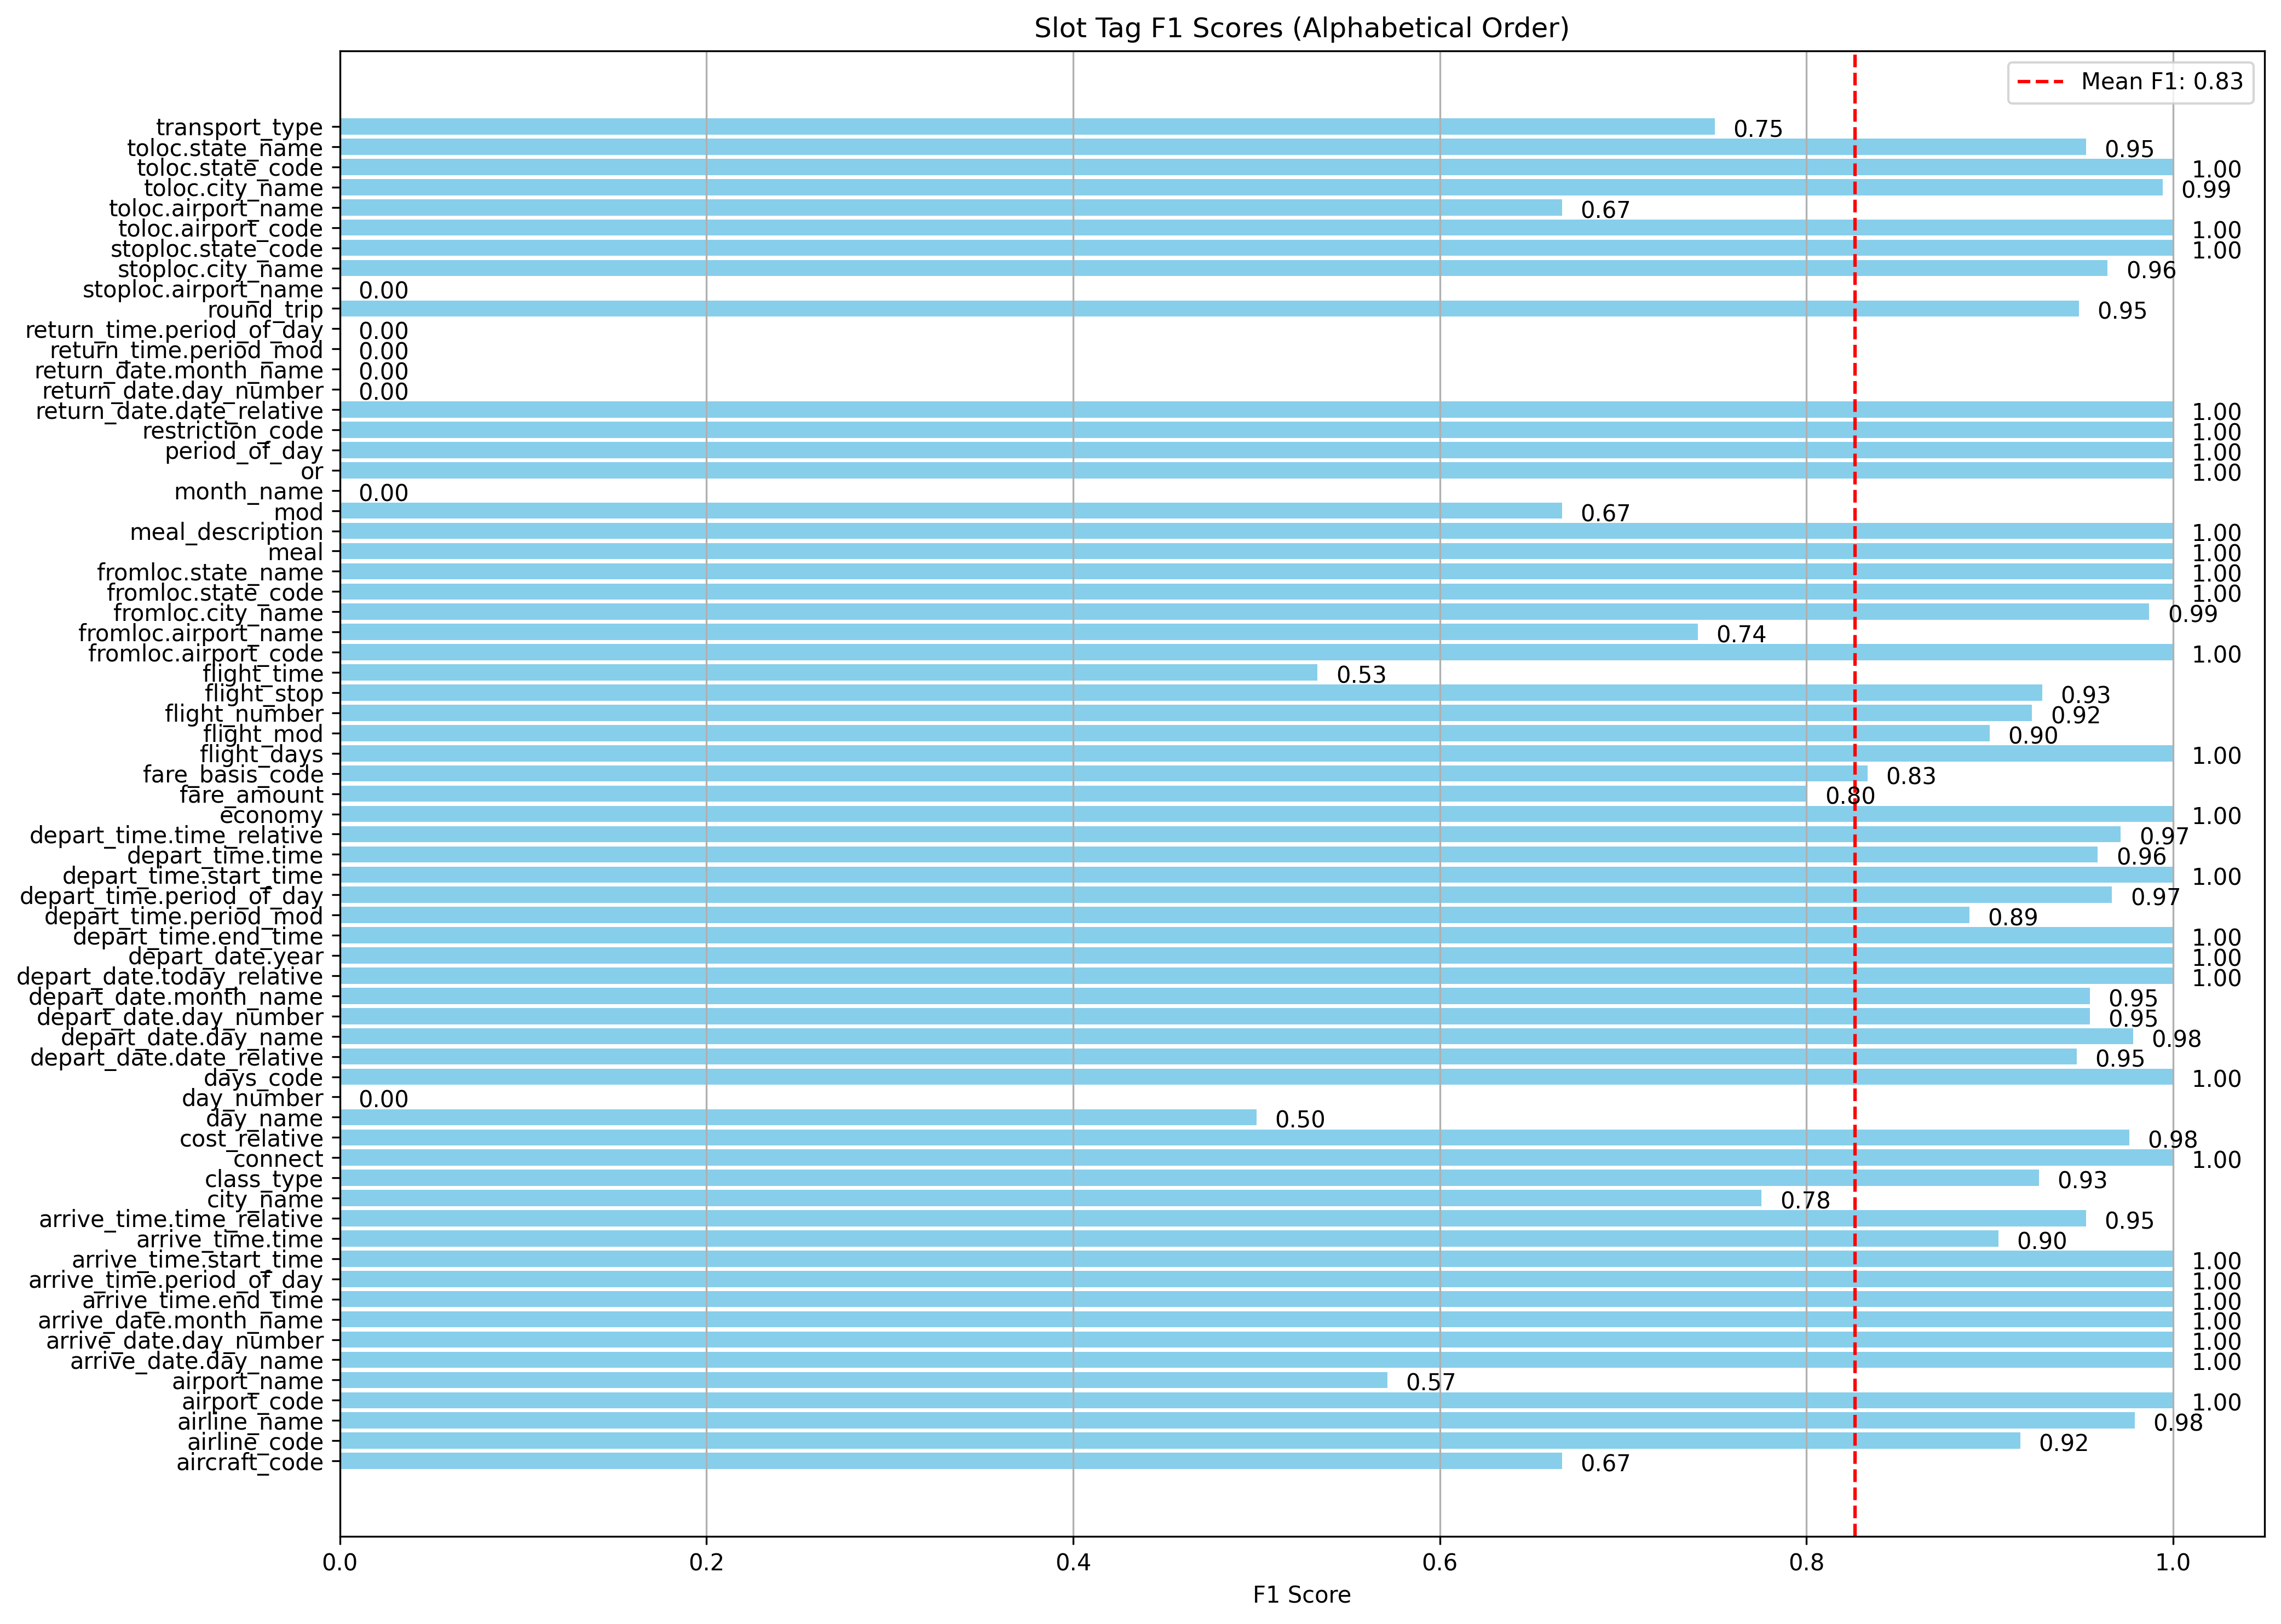 Slot Tag F1 Scores (Alphabetical Order)
Mean F1: 0.83
transport_type 0.75
toloc.state_name 0.95
toloc.state_code 1.00
toloc.city_name 0.99
toloc.airport_name 0.67
toloc.airport_code 1.00
stoploc.state_code 1.00
stoploc.city_name 0.96
stoploc.airport_name 0.00
round_trip 0.95
return_time.period_of_day 0.00
return_time.period_mod 0.00
return_date.month_name 0.00
return_date.day_number 0.00
return_date.date_relative 1.00
restriction_code 1.00
period_of_day 1.00
or 1.00
month_name 0.00
mod 0.67
meal_description 1.00
meal 1.00
fromloc.state_name 1.00
fromloc.state_code 1.00
fromloc.city_name 0.99
fromloc.airport_name 0.74
fromloc.airport_code 1.00
flight_time 0.53
flight_stop 0.93
flight_number 0.92
flight_mod 0.90
flight_days 1.00
fare_basis_code 0.83
fare_amount 0.80
economy 1.00
depart_time.time_relative 0.97
depart_time.time 0.96
depart_time.start_time 1.00
depart_time.period_of_day 0.97
depart_time.period_mod 0.89
depart_time.end_time 1.00
depart_date.year 1.00
depart_date.today_relative 1.00
depart_date.month_name 0.95
depart_date.day_number 0.95
depart_date.day_name 0.98
depart_date.date_relative 0.95
days_code 1.00
day_number 0.00
day_name 0.50
cost_relative 0.98
connect 1.00
class_type 0.93
city_name 0.78
arrive_time.time_relative 0.95
arrive_time.time 0.90
arrive_time.start_time 1.00
arrive_time.period_of_day 1.00
arrive_time.end_time 1.00
arrive_date.month_name 1.00
arrive_date.day_number 1.00
arrive_date.day_name 1.00
airport_name 0.57
airport_code 1.00
airline_name 0.98
airline_code 0.92
aircraft_code 0.67
0.0 0.2 0.4 0.6 0.8 1.0
F1 Score